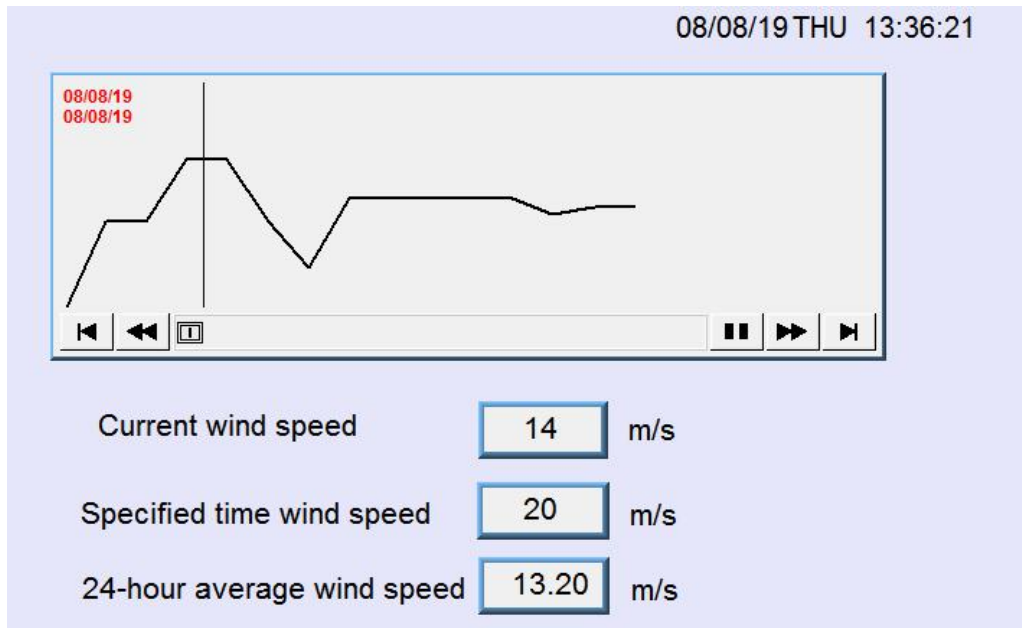 08/08/19 THU 13:36:21
08/08/19
08/08/19
Current wind speed 14 m/s
Specified time wind speed 20 m/s
24-hour average wind speed 13.20 m/s